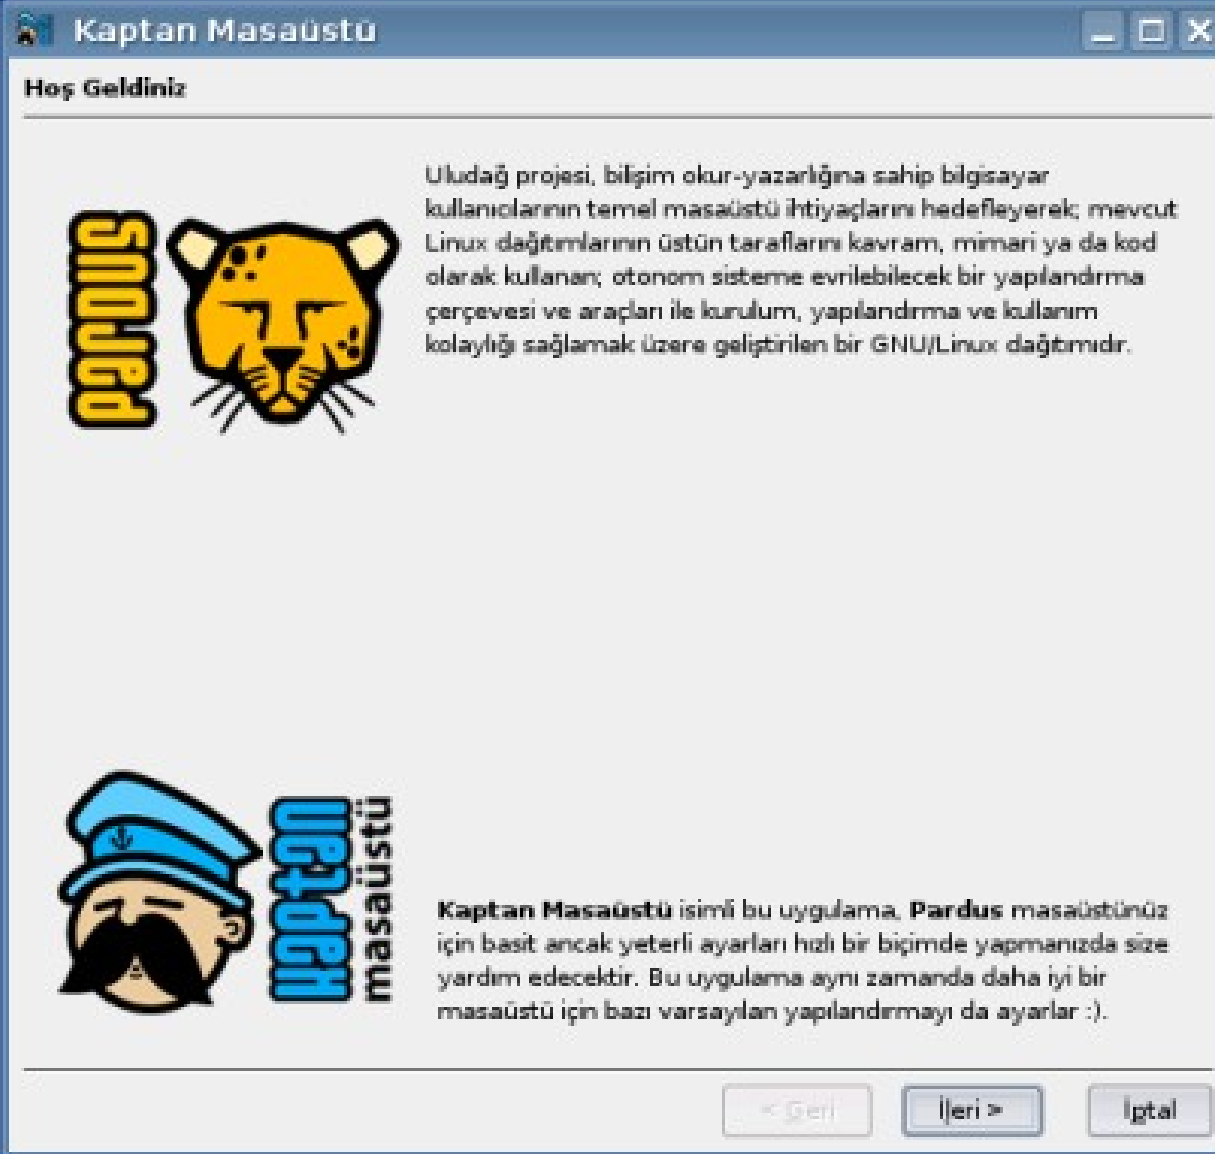 Kaptan Masaüstü
Hoş Geldiniz
Uludağ projesi, bilişim okur-yazarlığına sahip bilgisayar
kullanıcılarının temel masaüstü ihtiyaçlarını hedefleyerek; mevcut
Linux dağıtımlarının üstün taraflarını kavram, mimari ya da kod
olarak kullanan; otonom sisteme evrilebilecek bir yapılandırma
çerçevesi ve araçları ile kurulum, yapılandırma ve kullanım
kolaylığı sağlamak üzere geliştirilen bir GNU/Linux dağıtımıdır.
pardus
kaptan
masaüstü
Kaptan Masaüstü isimli bu uygulama, Pardus masaüstünüz
için basit ancak yeterli ayarları hızlı bir biçimde yapmanızda size
yardım edecektir. Bu uygulama aynı zamanda daha iyi bir
masaüstü için bazı varsayılan yapılandırmayı da ayarlar :).
< Geri
İleri >
İptal